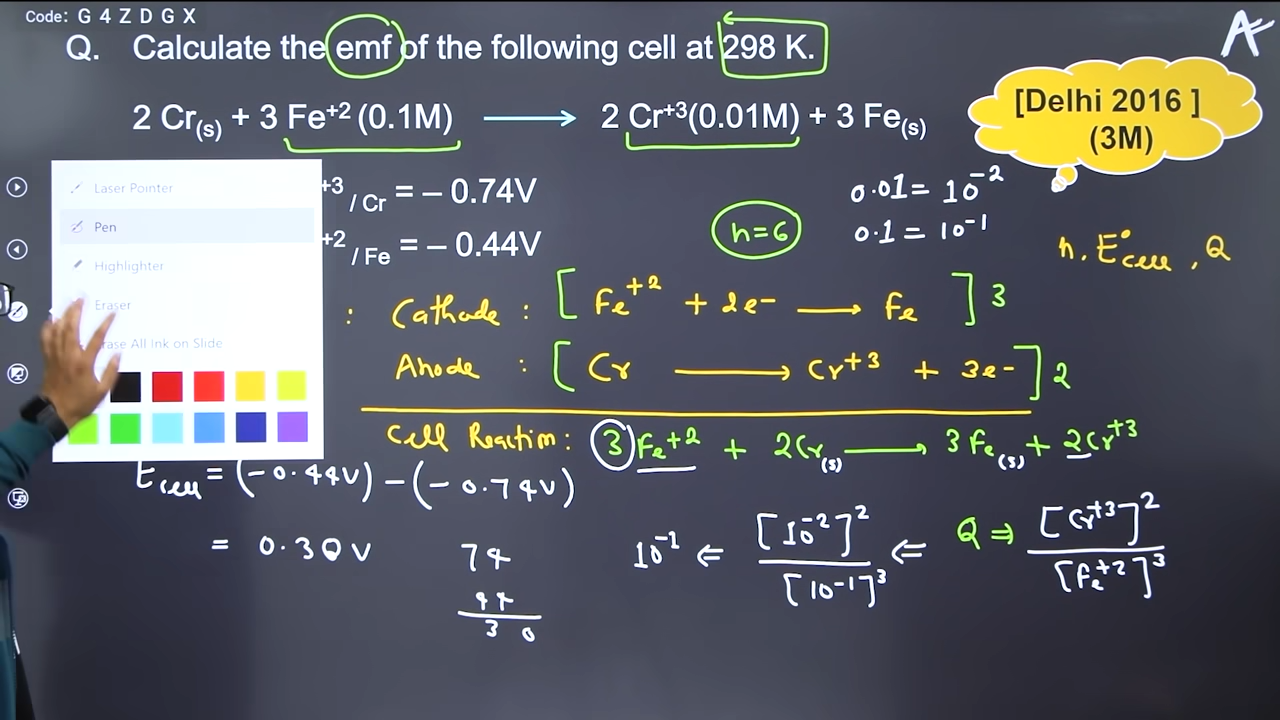 Code: G 4 Z D G X
Q. Calculate the emf of the following cell at 298 K.
A
2 Cr(s) + 3 Fe⁺² (0.1M) ⟶ 2 Cr⁺³(0.01M) + 3 Fe(s)
[Delhi 2016 ]
(3M)
Laser Pointer
Pen
Highlighter
Eraser
rase All Ink on Slide
+3 / Cr = – 0.74V
+2 / Fe = – 0.44V
n=6
0.01 = 10⁻²
0.1 = 10⁻¹
n. E°cell , Q
: Cathode : [ Fe⁺² + 2e- ⟶ Fe ] 3
Anode : [ Cr ⟶ Cr⁺³ + 3e- ] 2
Cell Reaction: 3 Fe⁺² + 2Cr(s) ⟶ 3 Fe(s) + 2Cr⁺³
Ecell = (-0.44V) - (-0.74V)
= 0.30V
74
44
30
10⁻¹ ⇐ [10⁻²]² / [10⁻¹]³ ⇐ Q ⇒ [Cr⁺³]² / [Fe⁺²]³